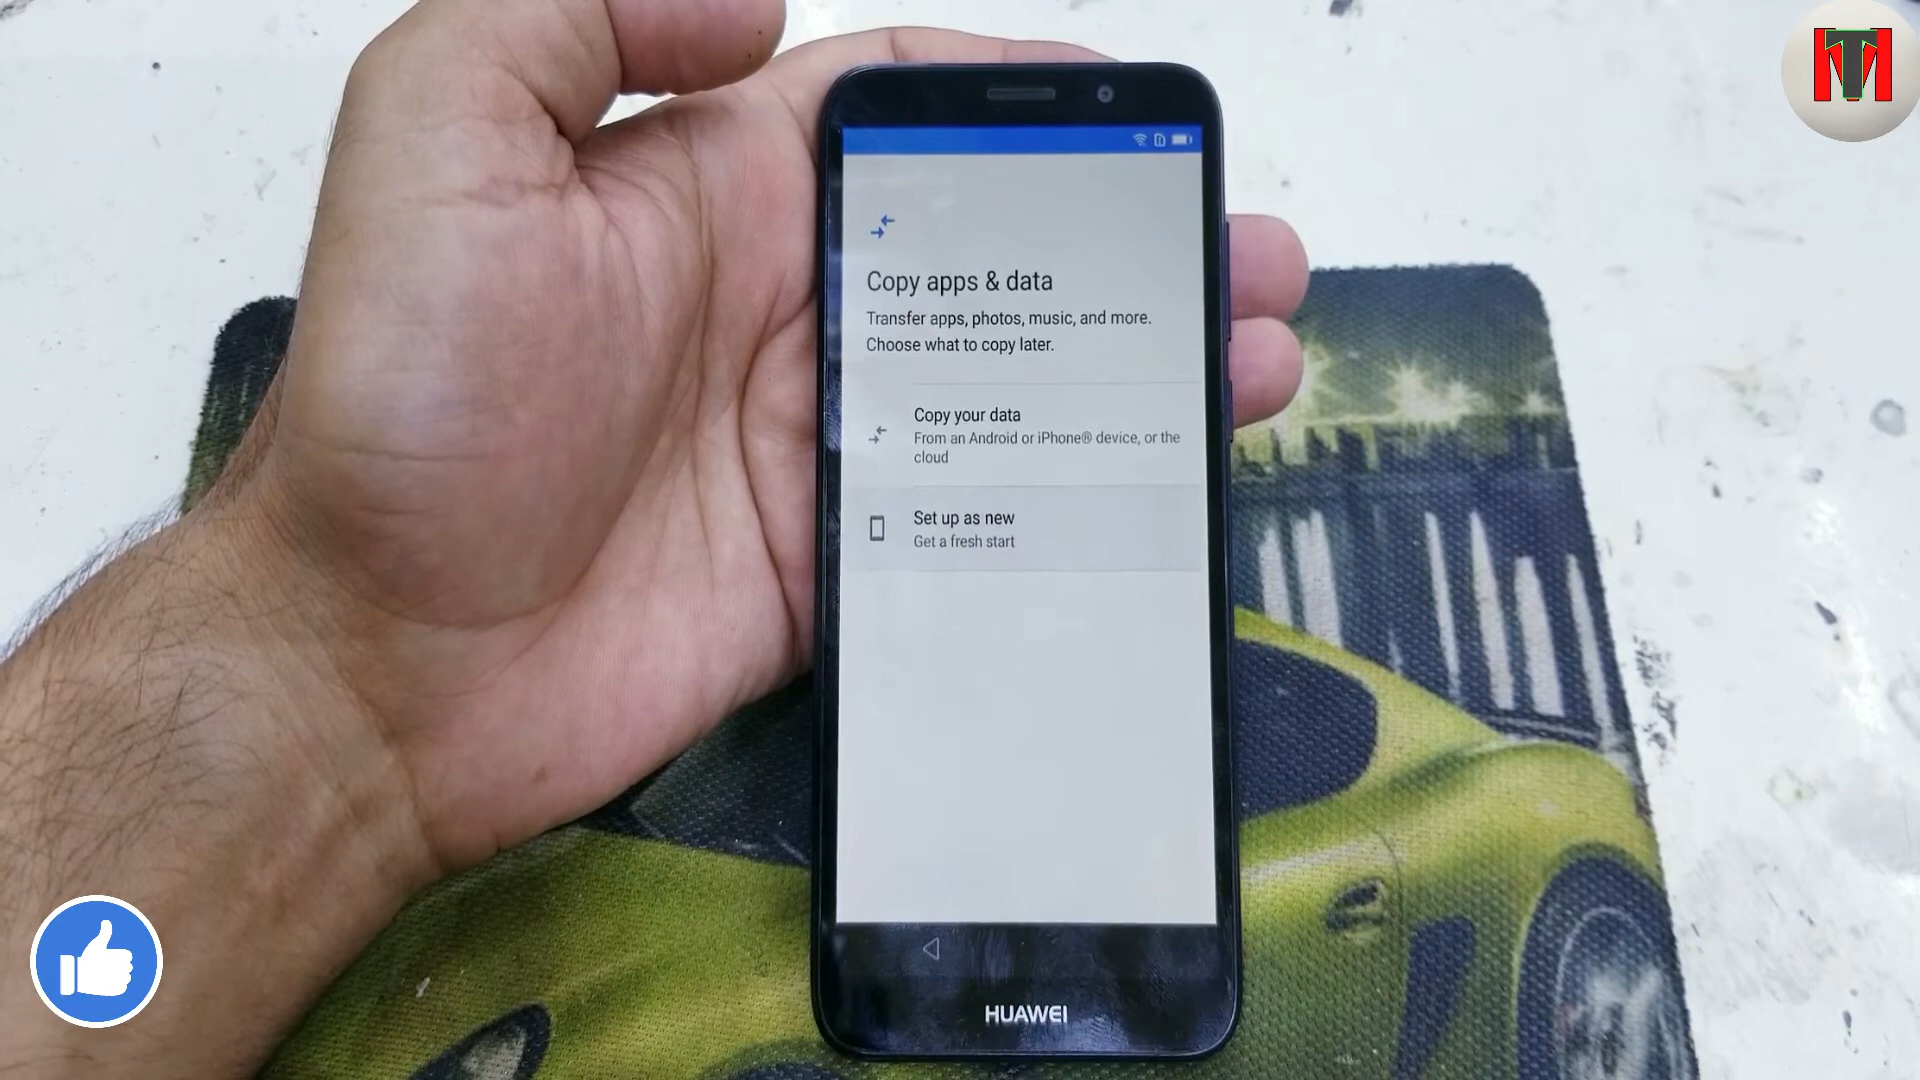 Copy apps & data
Transfer apps, photos, music, and more.
Choose what to copy later.
Copy your data
From an Android or iPhone® device, or the
cloud
Set up as new
Get a fresh start
HUAWEI
MT